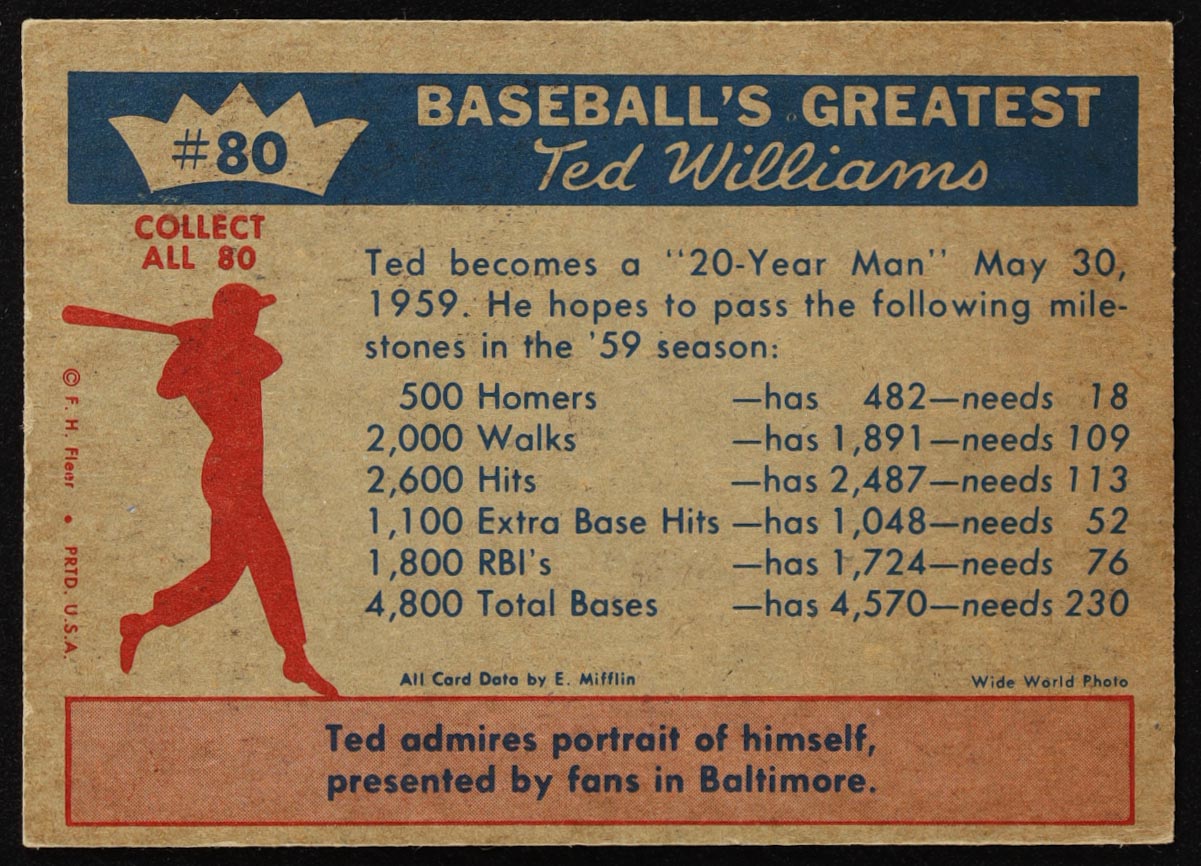 #80
BASEBALL'S GREATEST
Ted Williams
COLLECT
ALL 80
Ted becomes a "20-Year Man" May 30,
1959. He hopes to pass the following mile-
stones in the '59 season:
500 Homers —has 482—needs 18
2,000 Walks —has 1,891—needs 109
2,600 Hits —has 2,487—needs 113
1,100 Extra Base Hits —has 1,048—needs 52
1,800 RBI's —has 1,724—needs 76
4,800 Total Bases —has 4,570—needs 230
© F. H. Fleer • PRTD. U.S.A.
All Card Data by E. Mifflin
Wide World Photo
Ted admires portrait of himself,
presented by fans in Baltimore.